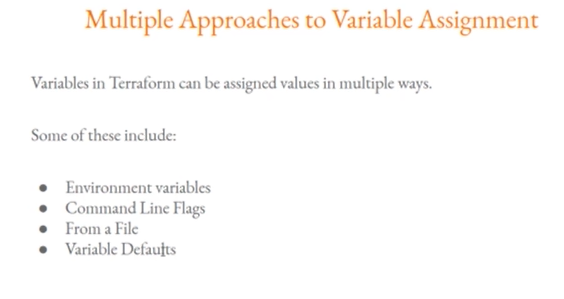 Multiple Approaches to Variable Assignment
Variables in Terraform can be assigned values in multiple ways.
Some of these include:
● Environment variables
● Command Line Flags
● From a File
● Variable Defaults